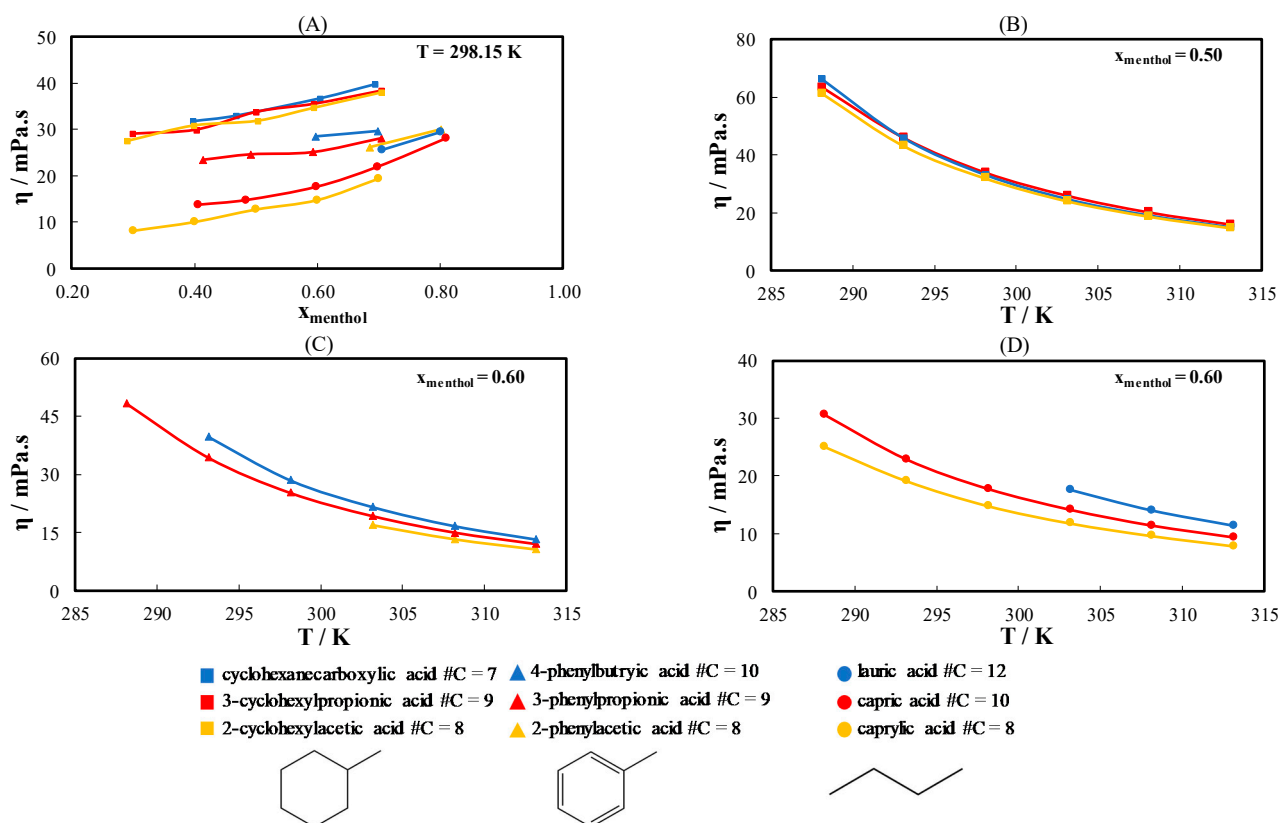 (A)
T = 298.15 K
η / mPa.s
50
40
30
20
10
0
0.20 0.40 0.60 0.80 1.00
xmenthol
(B)
xmenthol = 0.50
η / mPa.s
80
60
40
20
0
285 290 295 300 305 310 315
T / K
(C)
xmenthol = 0.60
η / mPa.s
60
45
30
15
0
285 290 295 300 305 310 315
T / K
(D)
xmenthol = 0.60
η / mPa.s
40
30
20
10
0
285 290 295 300 305 310 315
T / K
cyclohexanecarboxylic acid #C = 7
3-cyclohexylpropionic acid #C = 9
2-cyclohexylacetic acid #C = 8
4-phenylbutryic acid #C = 10
3-phenylpropionic acid #C = 9
2-phenylacetic acid #C = 8
lauric acid #C = 12
capric acid #C = 10
caprylic acid #C = 8